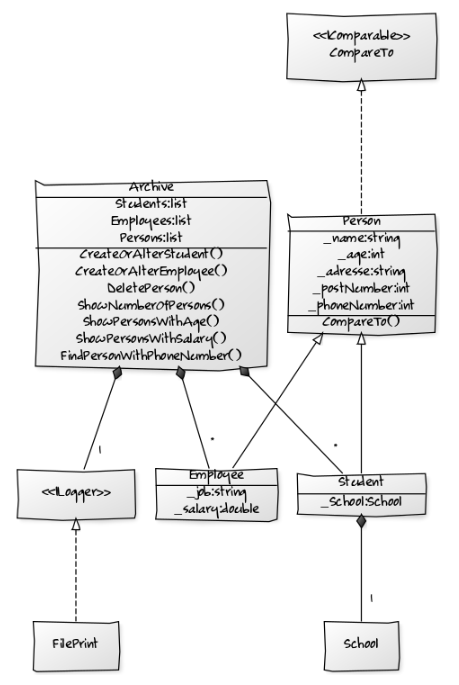 <<IComparable>>
CompareTo
Archive
Students:list
Employees:list
Persons:list
CreateOrAlterStudent()
CreateOrAlterEmployee()
DeletePerson()
ShowNumberOfPersons()
ShowPersonsWithAge()
ShowPersonsWithSalary()
FindPersonWithPhoneNumber()
Person
_name:string
_age:int
_adresse:string
_postNumber:int
_phoneNumber:int
CompareTo()
1
*
*
<<ILogger>>
Employee
_job:string
_salary:double
Student
_School:School
1
FilePrint
School